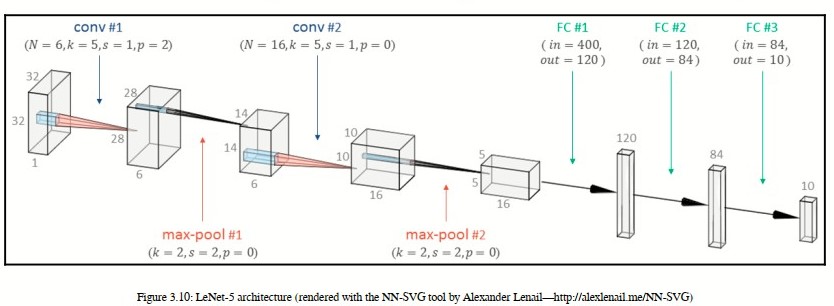 conv #1
(N = 6, k = 5, s = 1, p = 2)
conv #2
(N = 16, k = 5, s = 1, p = 0)
FC #1
( in = 400,
out = 120 )
FC #2
( in = 120,
out = 84 )
FC #3
( in = 84,
out = 10 )
32
32
1
28
28
6
14
14
6
10
10
16
5
5
16
120
84
10
max-pool #1
(k = 2, s = 2, p = 0)
max-pool #2
(k = 2, s = 2, p = 0)
Figure 3.10: LeNet-5 architecture (rendered with the NN-SVG tool by Alexander Lenail—http://alexlenail.me/NN-SVG)